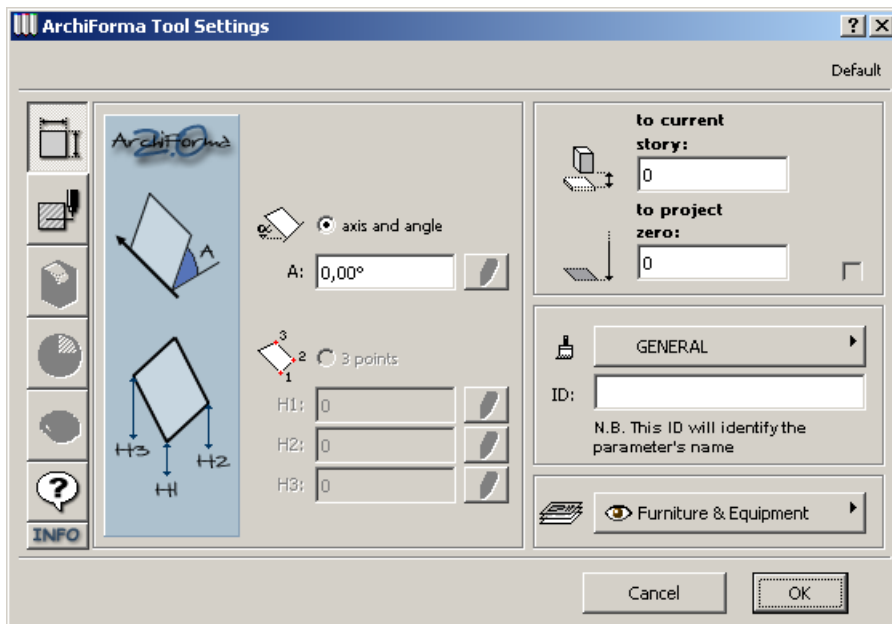 ArchiForma Tool Settings
Default
ArchiForma
2.0
A
H3
H1
H2
axis and angle
A: 0,00°
3
2
1
3 points
H1: 0
H2: 0
H3: 0
to current
story:
0
to project
zero:
0
GENERAL
ID:
N.B. This ID will identify the
parameter's name
Furniture & Equipment
?
INFO
Cancel
OK